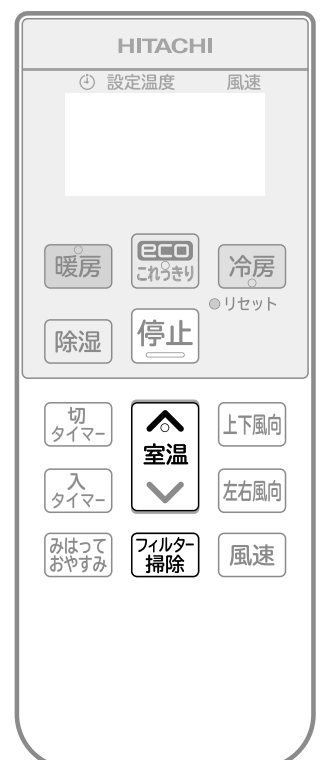 HITACHI
設定温度 風速
暖房
eco
これっきり
冷房
リセット
除湿
停止
切
タイマー
室温
上下風向
入
タイマー
左右風向
みはって
おやすみ
フィルター
掃除
風速